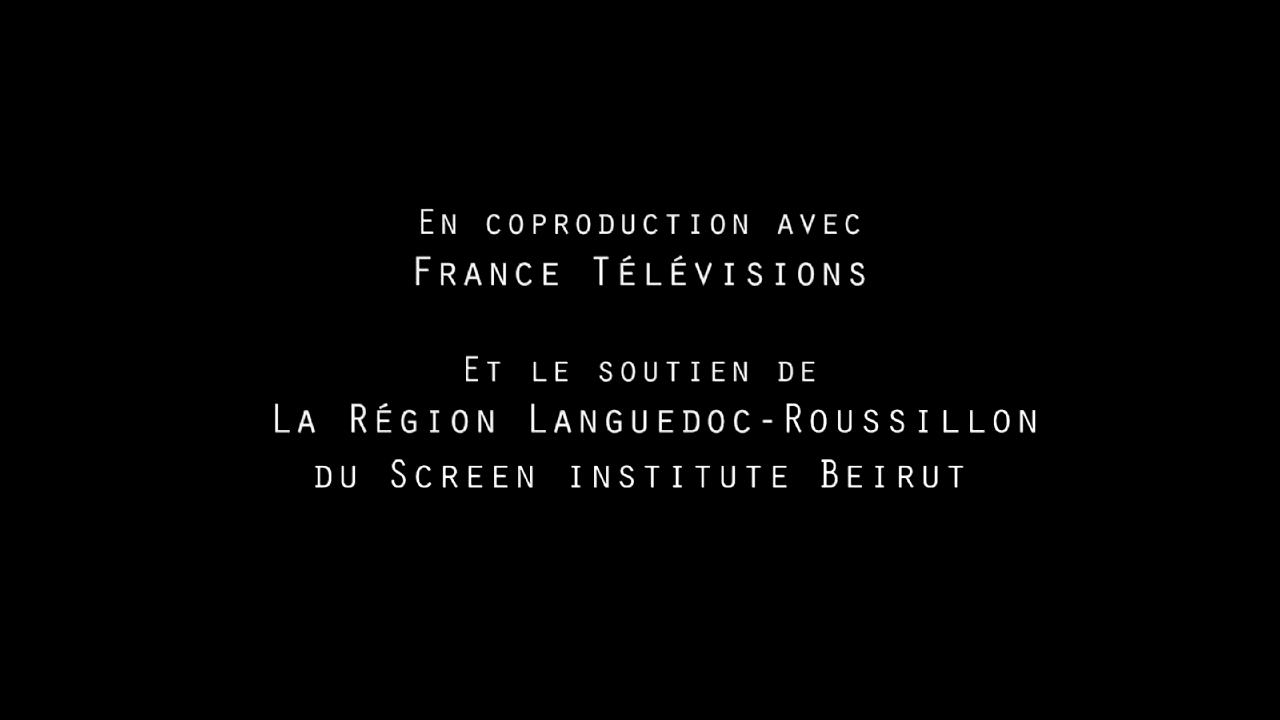 En coproduction avec
France Télévisions
Et le soutien de
La Région Languedoc-Roussillon
du Screen institute Beirut